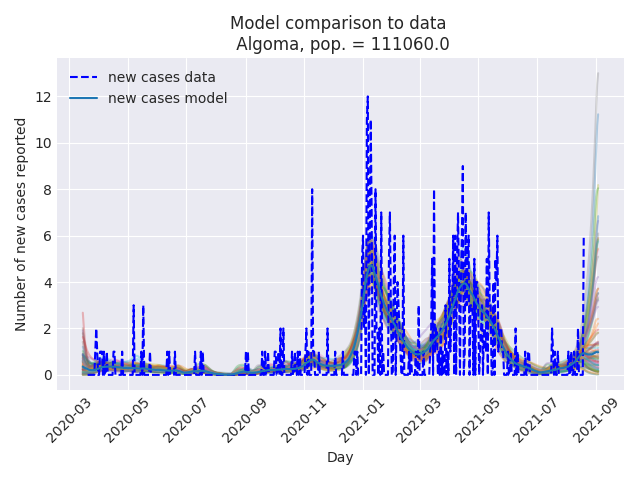 Model comparison to data
Algoma, pop. = 111060.0
new cases data
new cases model
Number of new cases reported
12
10
8
6
4
2
0
2020-03
2020-05
2020-07
2020-09
2020-11
2021-01
2021-03
2021-05
2021-07
2021-09
Day